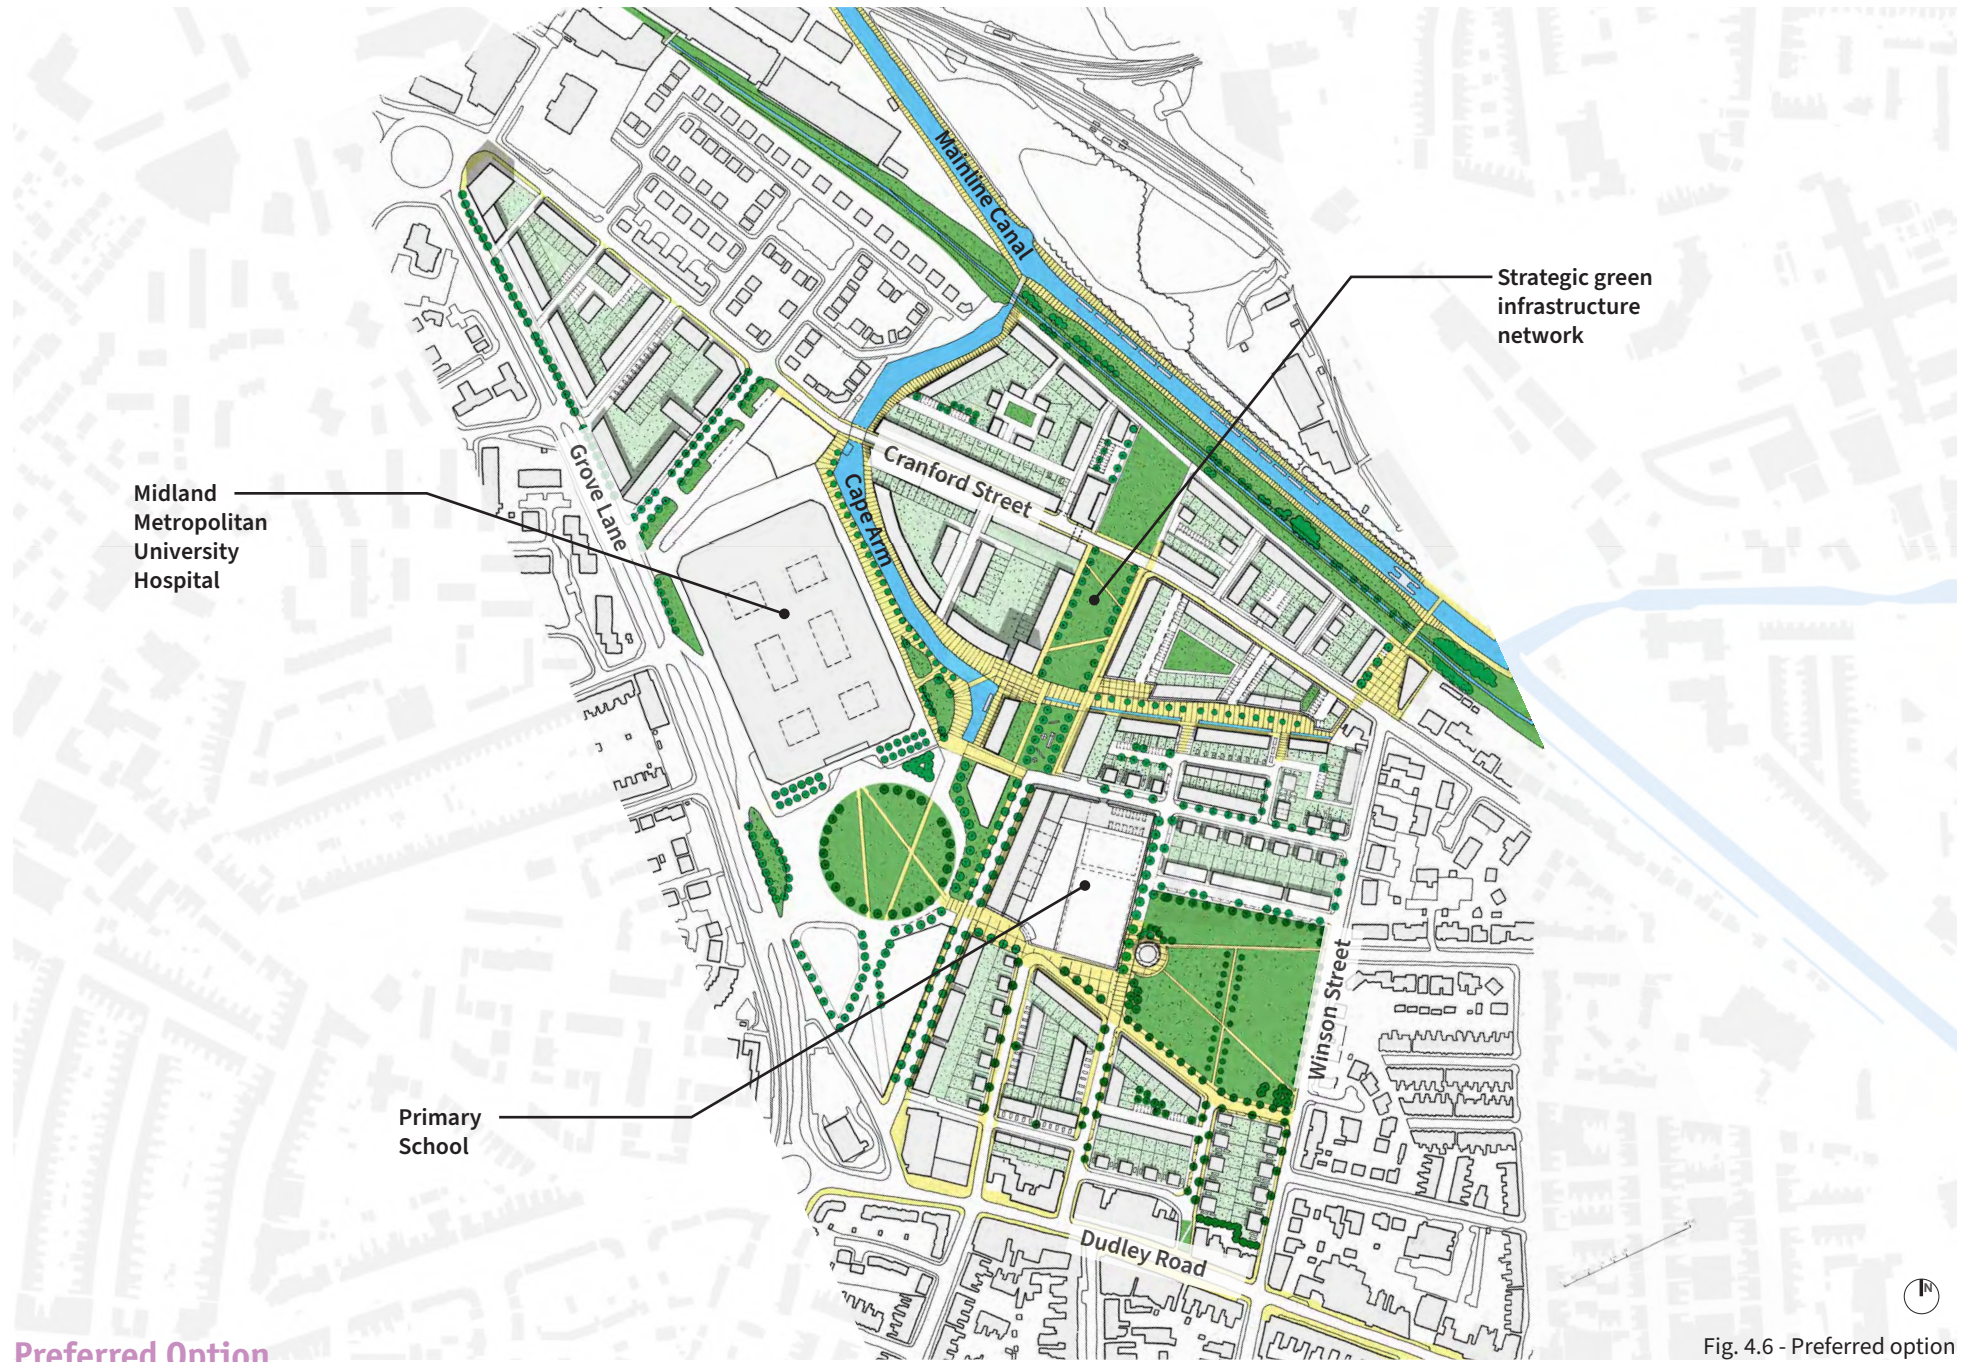 Mainline Canal
Strategic green
infrastructure
network
Midland
Metropolitan
University
Hospital
Grove Lane
Cranford Street
Cape Arm
Winson Street
Primary
School
Dudley Road
N
Preferred Option
Fig. 4.6 - Preferred option